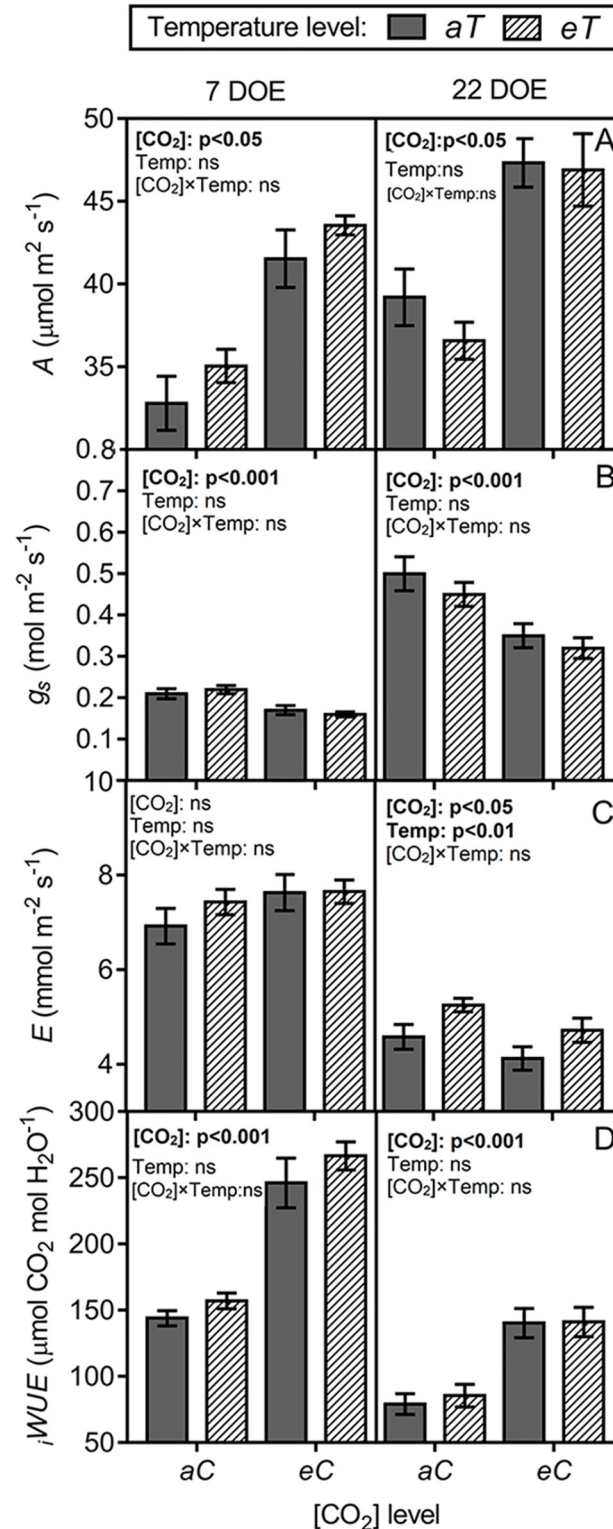 Temperature level: aT eT
7 DOE 22 DOE
A
A (μmol m² s⁻¹)
50
45
40
35
[CO₂]: p<0.05
Temp: ns
[CO₂]×Temp: ns
[CO₂]:p<0.05
Temp:ns
[CO₂]×Temp:ns
B
gₛ (mol m⁻² s⁻¹)
0.8
0.7
0.5
0.4
0.3
0.2
0.1
[CO₂]: p<0.001
Temp: ns
[CO₂]×Temp: ns
[CO₂]: p<0.001
Temp: ns
[CO₂]×Temp: ns
C
E (mmol m⁻² s⁻¹)
10
8
6
4
[CO₂]: ns
Temp: ns
[CO₂]×Temp: ns
[CO₂]: p<0.05
Temp: p<0.01
[CO₂]×Temp: ns
D
ᵢWUE (μmol CO₂ mol H₂O⁻¹)
300
250
200
150
100
50
[CO₂]: p<0.001
Temp: ns
[CO₂]×Temp:ns
[CO₂]: p<0.001
Temp: ns
[CO₂]×Temp: ns
aC eC aC eC
[CO₂] level